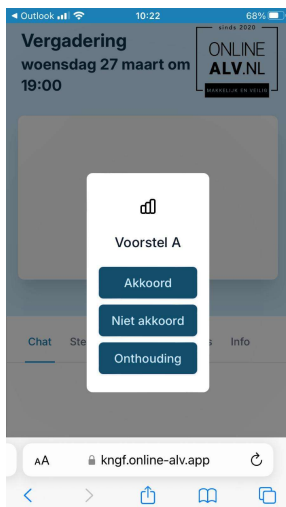 Outlook
10:22
68%
Vergadering
woensdag 27 maart om
19:00
sinds 2020
ONLINE
ALV.NL
MAKKELIJK EN VEILIG
Voorstel A
Akkoord
Niet akkoord
Onthouding
Chat
Ste
s
Info
AA
kngf.online-alv.app